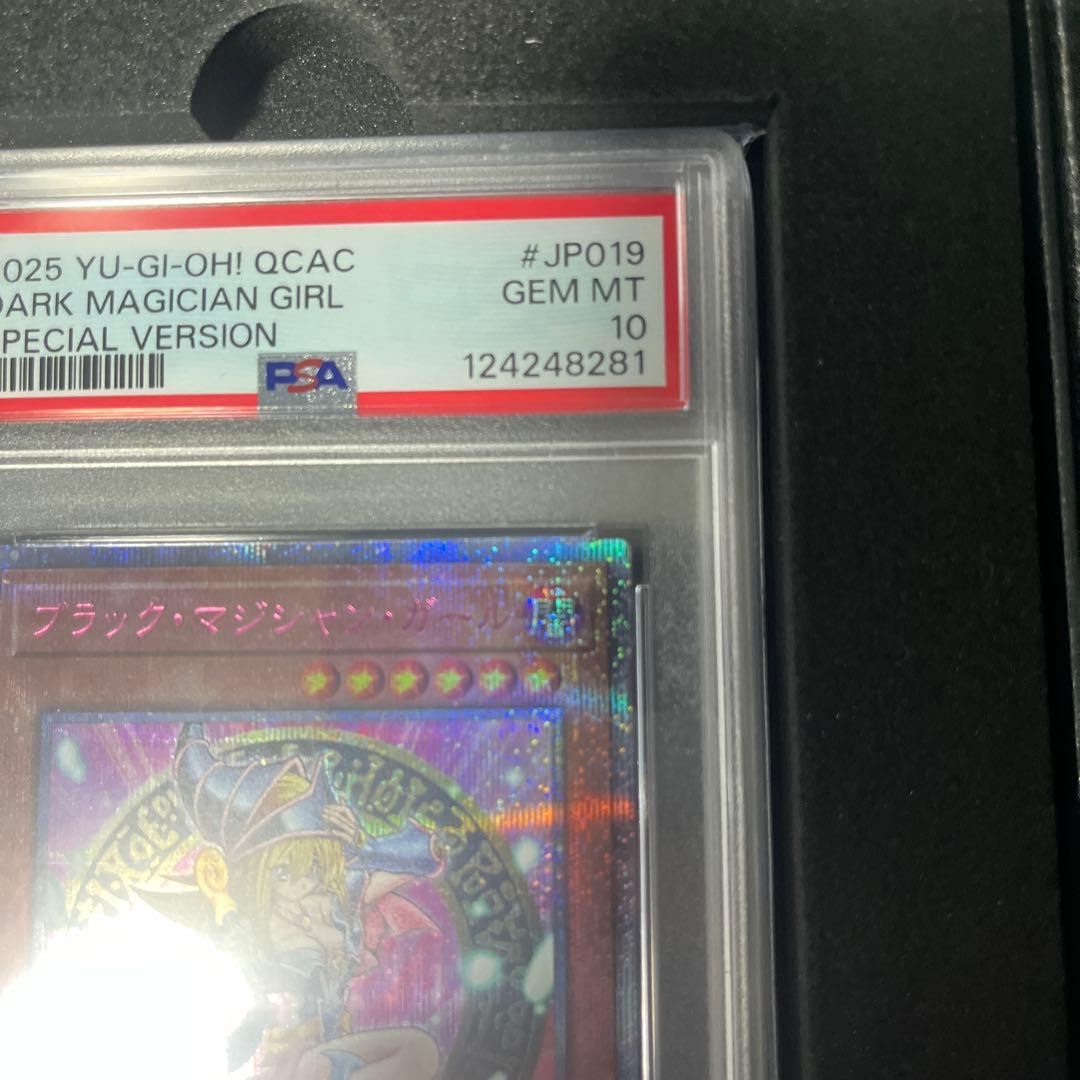 025 YU-GI-OH! QCAC #JP019
DARK MAGICIAN GIRL GEM MT
PECIAL VERSION 10
PSA 124248281
ブラック・マジシャン・ガール
闇